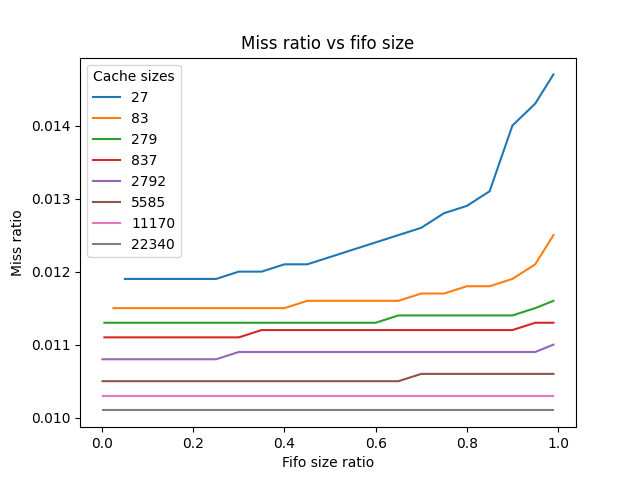 Miss ratio vs fifo size
Cache sizes
27
83
279
837
2792
5585
11170
22340
0.014
0.013
0.012
0.011
0.010
Miss ratio
0.0 0.2 0.4 0.6 0.8 1.0
Fifo size ratio